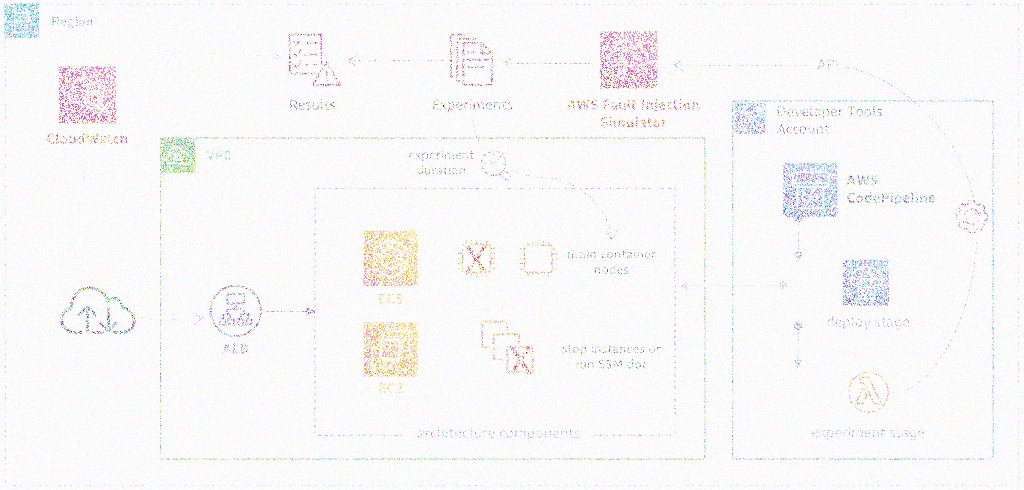 Region
API
CloudWatch
Results
Experiments
AWS Fault Injection
Simulator
Developer Tools
Account
VPC
experiment
duration
AWS
CodePipeline
drain container
nodes
ECS
deploy stage
ALB
stop instances or
run SSM doc
EC2
architecture components
experiment stage